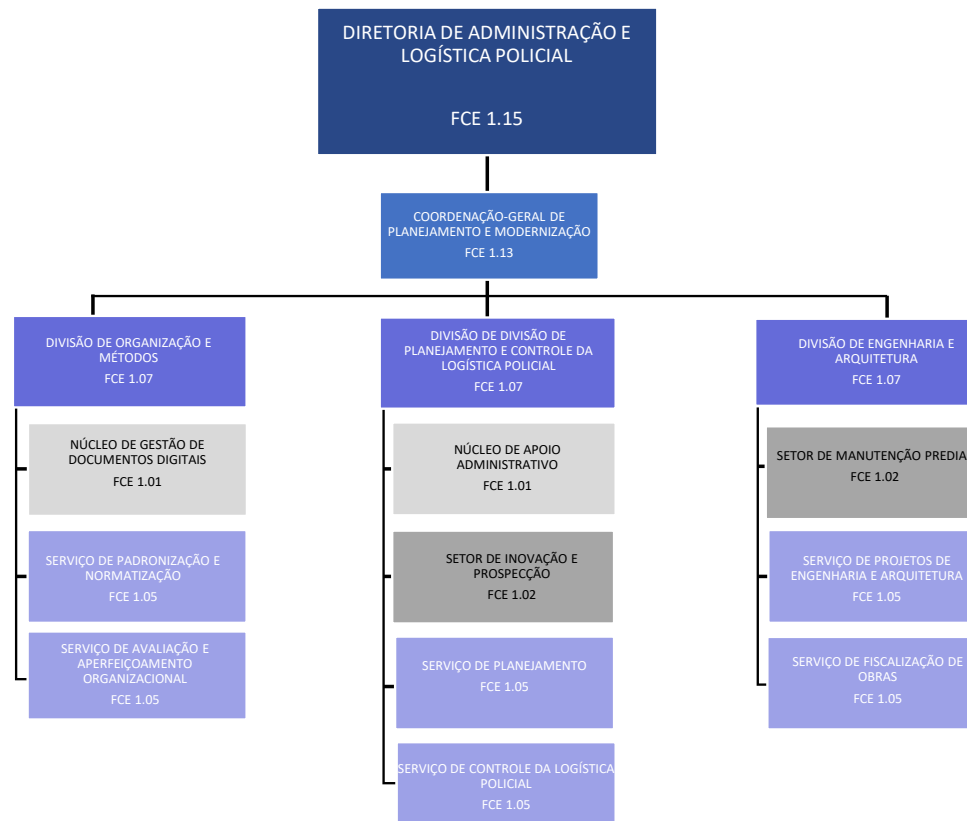 DIRETORIA DE ADMINISTRAÇÃO E
LOGÍSTICA POLICIAL
FCE 1.15
COORDENAÇÃO-GERAL DE
PLANEJAMENTO E MODERNIZAÇÃO
FCE 1.13
DIVISÃO DE ORGANIZAÇÃO E
MÉTODOS
FCE 1.07
NÚCLEO DE GESTÃO DE
DOCUMENTOS DIGITAIS
FCE 1.01
SERVIÇO DE PADRONIZAÇÃO E
NORMATIZAÇÃO
FCE 1.05
SERVIÇO DE AVALIAÇÃO E
APERFEIÇOAMENTO
ORGANIZACIONAL
FCE 1.05
DIVISÃO DE DIVISÃO DE
PLANEJAMENTO E CONTROLE DA
LOGÍSTICA POLICIAL
FCE 1.07
NÚCLEO DE APOIO
ADMINISTRATIVO
FCE 1.01
SETOR DE INOVAÇÃO E
PROSPECÇÃO
FCE 1.02
SERVIÇO DE PLANEJAMENTO
FCE 1.05
SERVIÇO DE CONTROLE DA LOGÍSTICA
POLICIAL
FCE 1.05
DIVISÃO DE ENGENHARIA E
ARQUITETURA
FCE 1.07
SETOR DE MANUTENÇÃO PREDIA
FCE 1.02
SERVIÇO DE PROJETOS DE
ENGENHARIA E ARQUITETURA
FCE 1.05
SERVIÇO DE FISCALIZAÇÃO DE
OBRAS
FCE 1.05